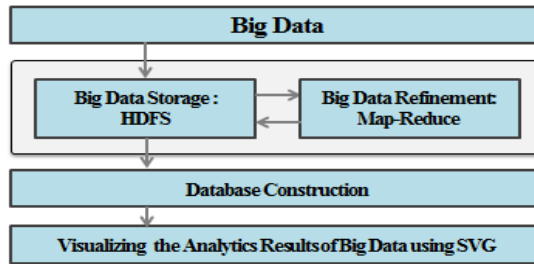 Big Data
Big Data Storage :
HDFS
Big Data Refinement:
Map-Reduce
Database Construction
Visualizing the Analytics Results of Big Data using SVG